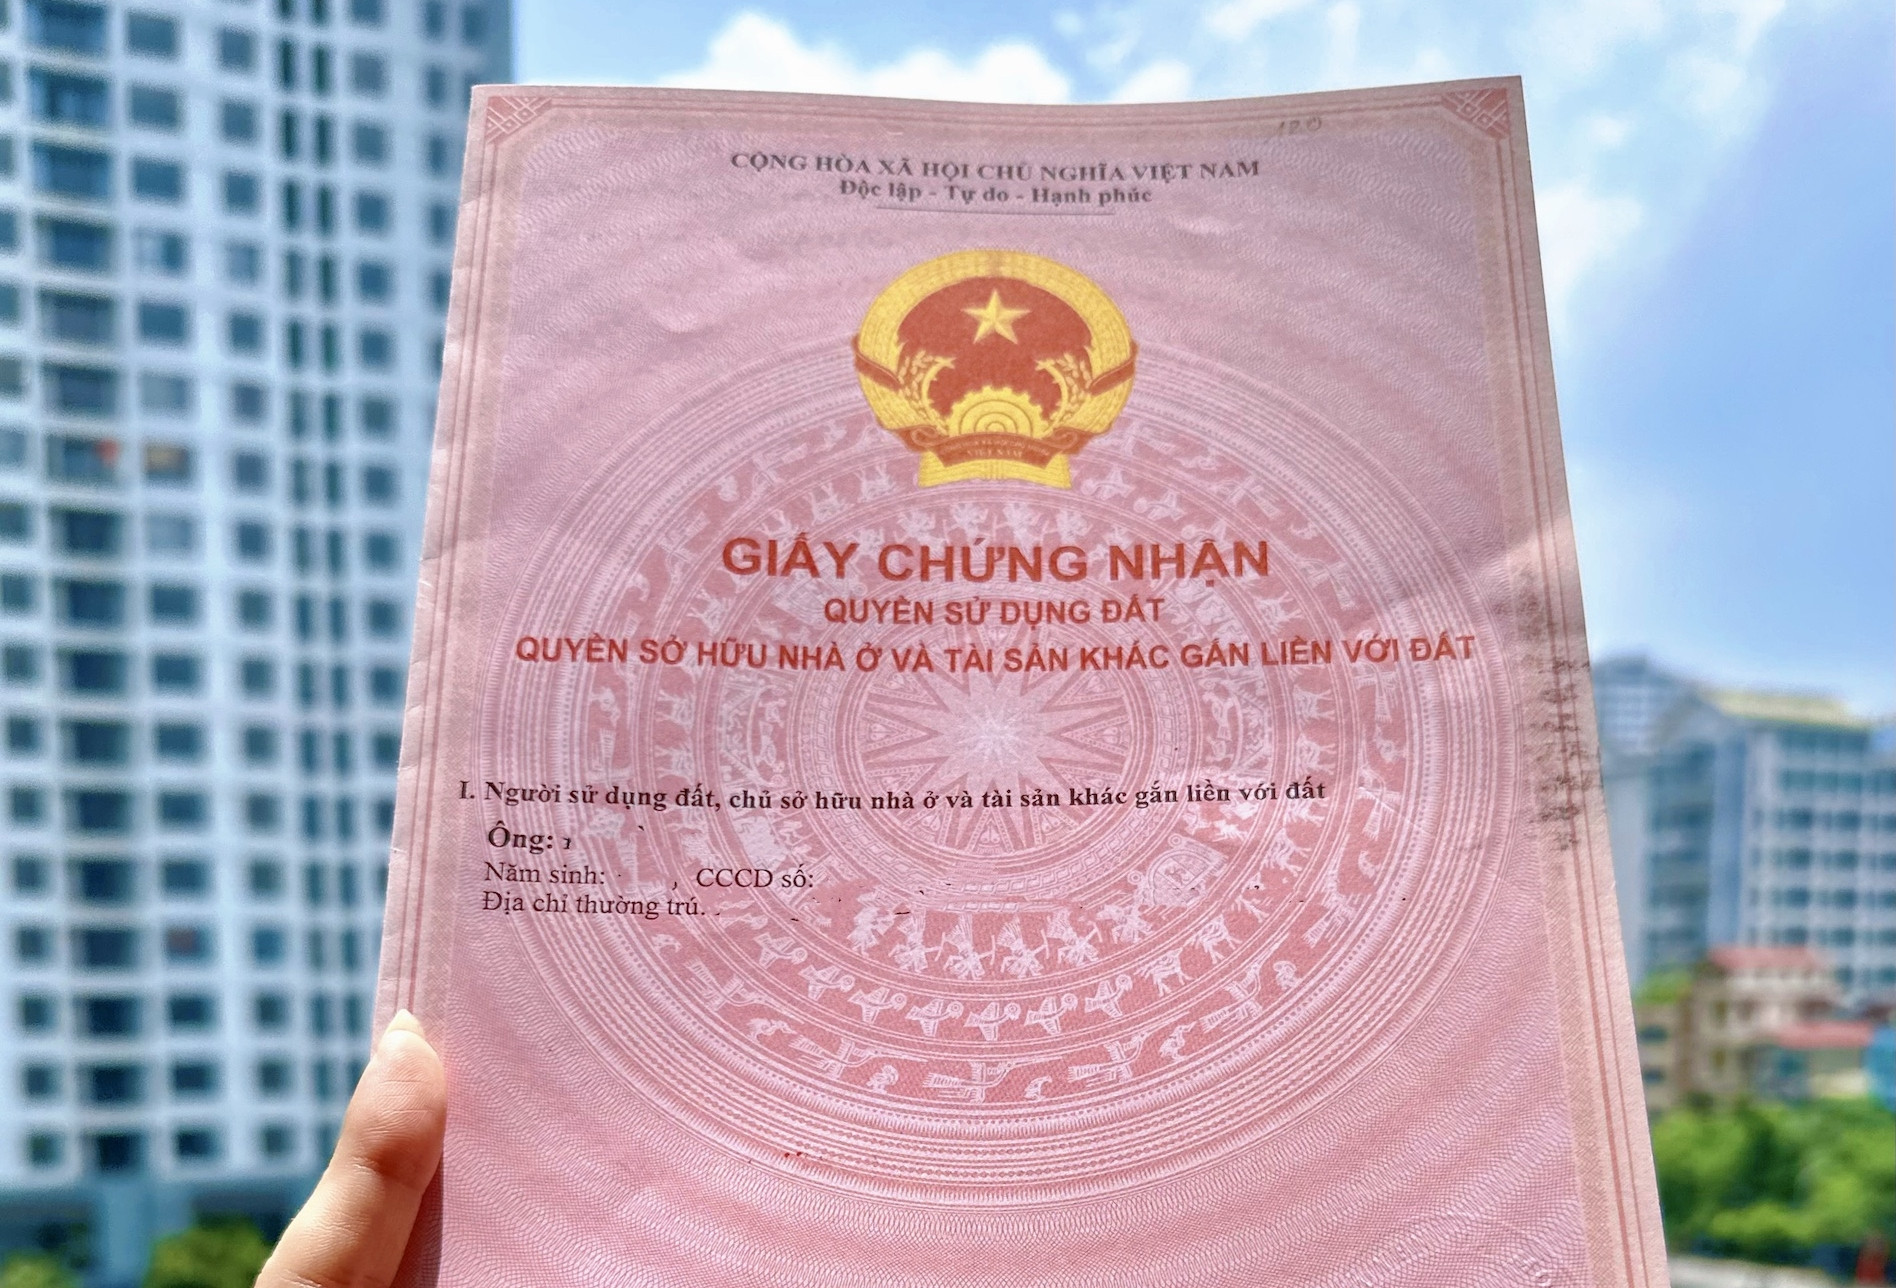 CỘNG HÒA XÃ HỘI CHỦ NGHĨA VIỆT NAM
Độc lập - Tự do - Hạnh phúc
VIỆT NAM
GIẤY CHỨNG NHẬN
QUYỀN SỬ DỤNG ĐẤT
QUYỀN SỞ HỮU NHÀ Ở VÀ TÀI SẢN KHÁC GẮN LIỀN VỚI ĐẤT
I. Người sử dụng đất, chủ sở hữu nhà ở và tài sản khác gắn liền với đất
Ông:
Năm sinh: , CCCD số:
Địa chỉ thường trú.